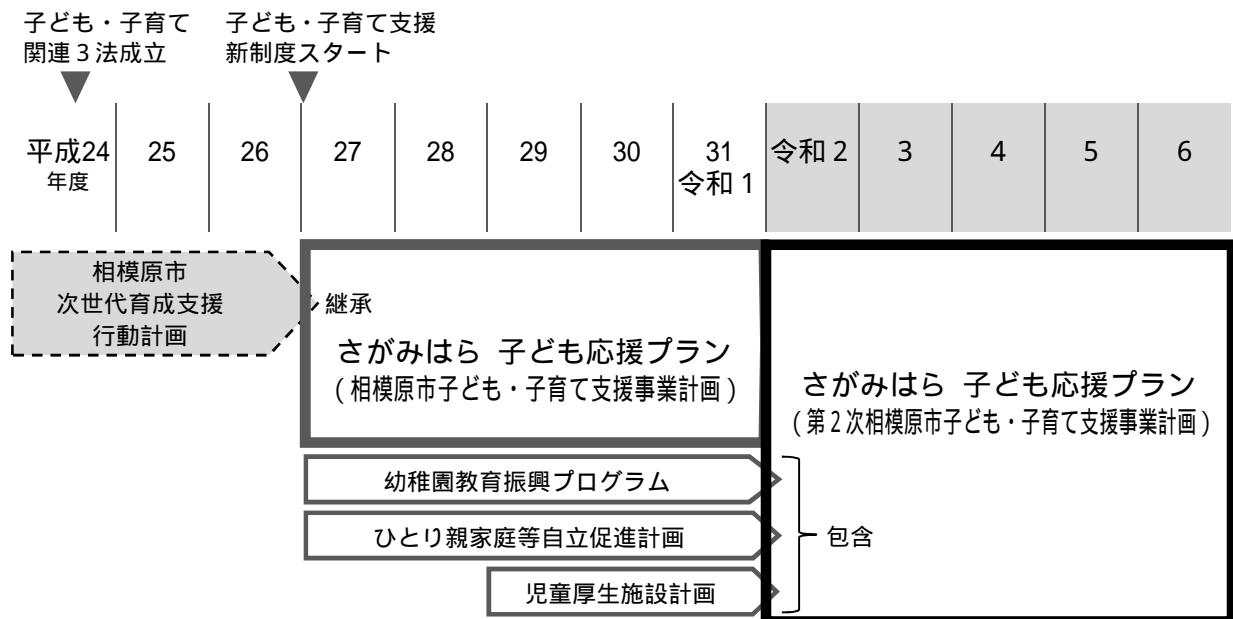 子ども・子育て
関連3法成立
子ども・子育て支援
新制度スタート
平成24
年度
25
26
27
28
29
30
31
令和1
令和2
3
4
5
6
相模原市
次世代育成支援
行動計画
継承
さがみはら 子ども応援プラン
(相模原市子ども・子育て支援事業計画)
さがみはら 子ども応援プラン
(第2次相模原市子ども・子育て支援事業計画)
幼稚園教育振興プログラム
ひとり親家庭等自立促進計画
児童厚生施設計画
包含